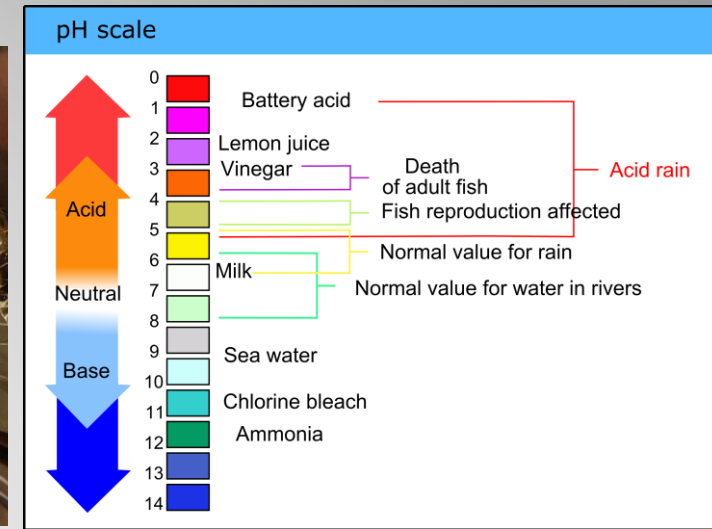 pH scale
0
1
Battery acid
2
Lemon juice
3
Vinegar
Death
of adult fish
Acid rain
4
Acid
Fish reproduction affected
5
Normal value for rain
6
Milk
7
Neutral
Normal value for water in rivers
8
9
Sea water
Base
10
Chlorine bleach
11
Ammonia
12
13
14